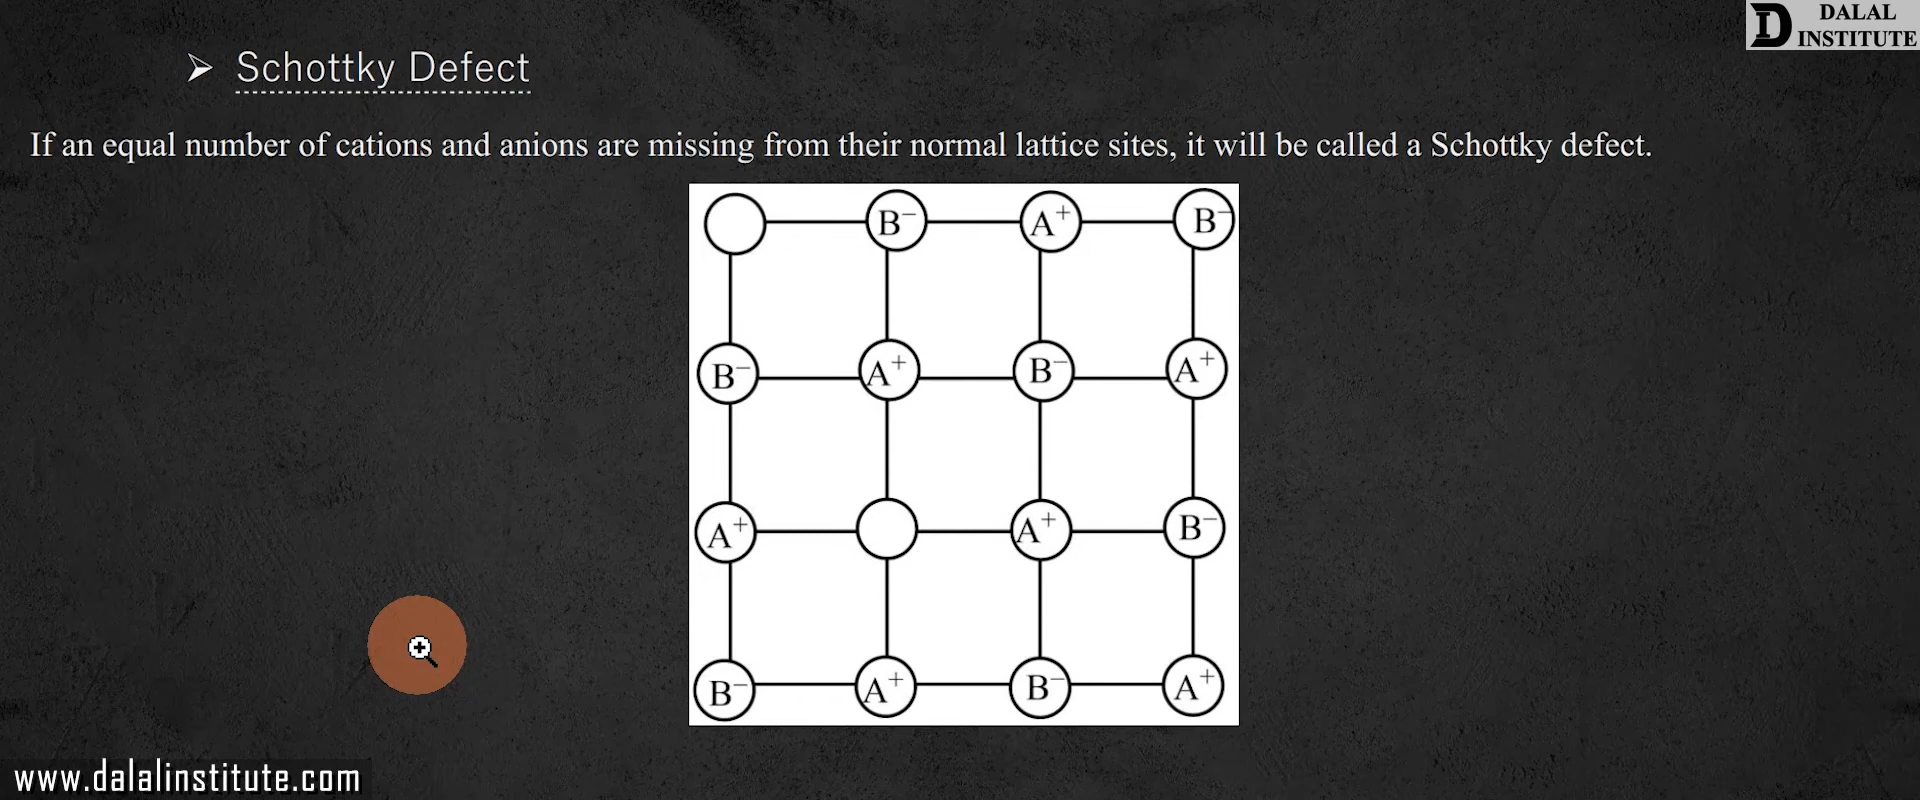 DALAL
INSTITUTE
➢ Schottky Defect
If an equal number of cations and anions are missing from their normal lattice sites, it will be called a Schottky defect.
B⁻ A⁺ B⁻
B⁻ A⁺ B⁻ A⁺
A⁺ A⁺ B⁻
B⁻ A⁺ B⁻ A⁺
www.dalalinstitute.com